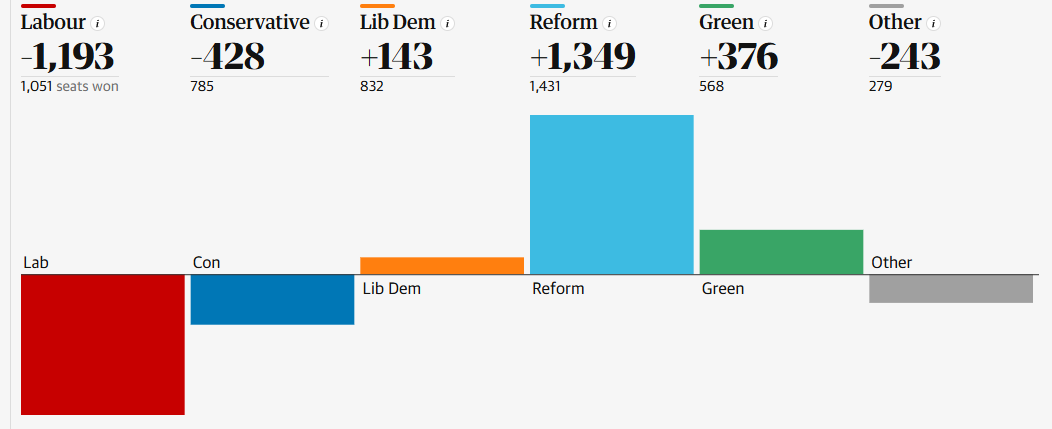 Labour i
Conservative i
Lib Dem i
Reform i
Green i
Other i
–1,193
–428
+143
+1,349
+376
–243
1,051 seats won
785
832
1,431
568
279
Lab
Con
Other
Lib Dem
Reform
Green